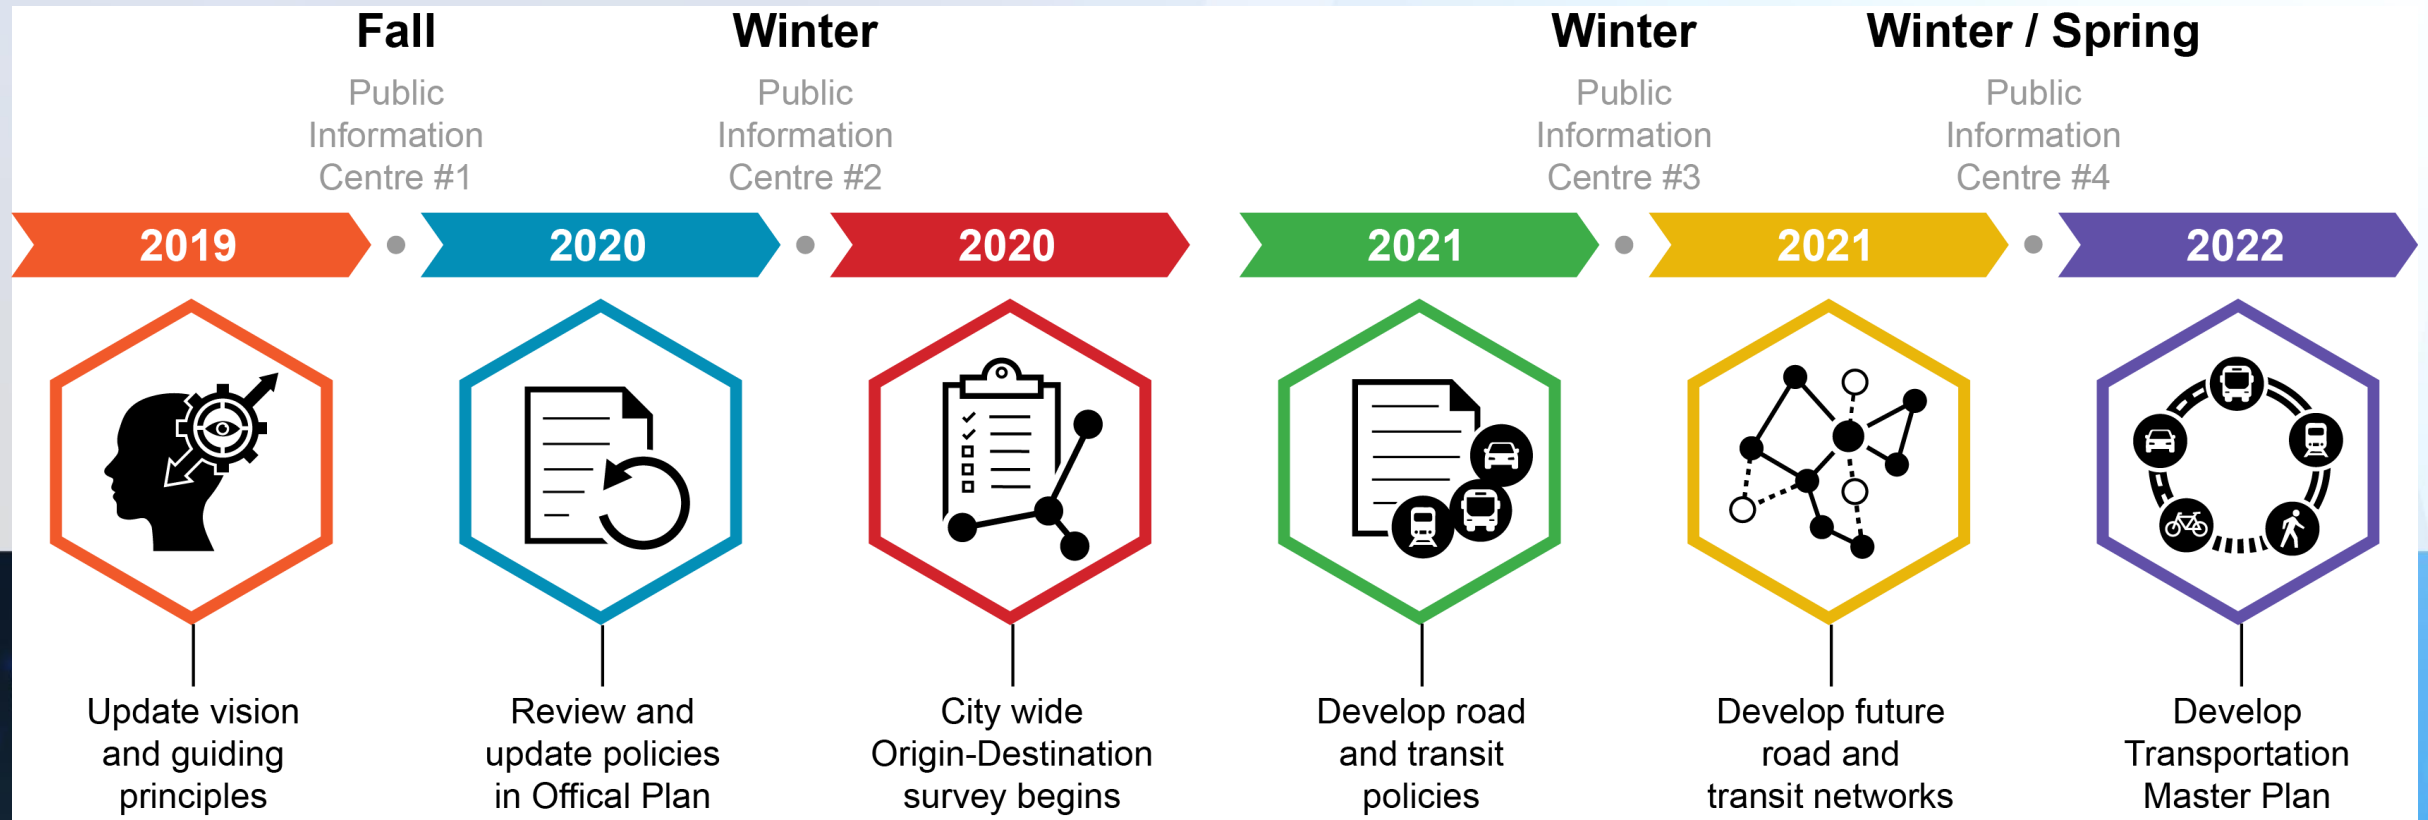 Fall
Winter
Winter
Winter / Spring
Public
Information
Centre #1
Public
Information
Centre #2
Public
Information
Centre #3
Public
Information
Centre #4
2019
2020
2020
2021
2021
2022
Update vision
and guiding
principles
Review and
update policies
in Offical Plan
City wide
Origin-Destination
survey begins
Develop road
and transit
policies
Develop future
road and
transit networks
Develop
Transportation
Master Plan